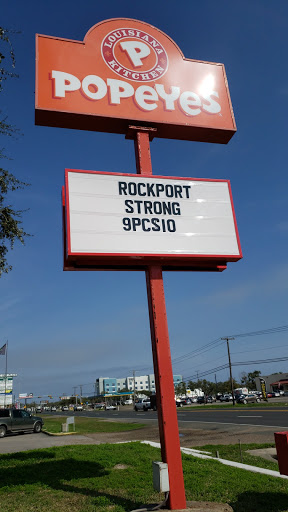 LOUISIANA
P
KITCHEN
POPEYES
ROCKPORT
STRONG
9PCS10